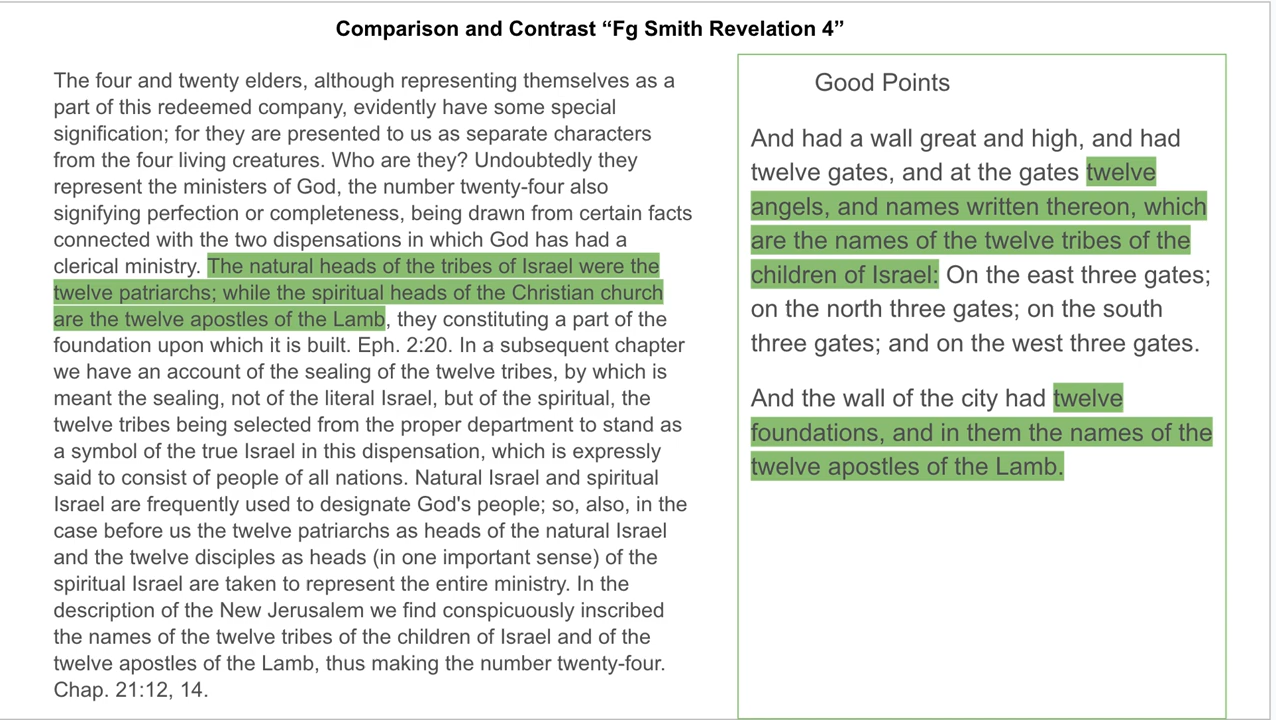 Comparison and Contrast “Fg Smith Revelation 4”
The four and twenty elders, although representing themselves as a
part of this redeemed company, evidently have some special
signification; for they are presented to us as separate characters
from the four living creatures. Who are they? Undoubtedly they
represent the ministers of God, the number twenty-four also
signifying perfection or completeness, being drawn from certain facts
connected with the two dispensations in which God has had a
clerical ministry. The natural heads of the tribes of Israel were the
twelve patriarchs; while the spiritual heads of the Christian church
are the twelve apostles of the Lamb, they constituting a part of the
foundation upon which it is built. Eph. 2:20. In a subsequent chapter
we have an account of the sealing of the twelve tribes, by which is
meant the sealing, not of the literal Israel, but of the spiritual, the
twelve tribes being selected from the proper department to stand as
a symbol of the true Israel in this dispensation, which is expressly
said to consist of people of all nations. Natural Israel and spiritual
Israel are frequently used to designate God's people; so, also, in the
case before us the twelve patriarchs as heads of the natural Israel
and the twelve disciples as heads (in one important sense) of the
spiritual Israel are taken to represent the entire ministry. In the
description of the New Jerusalem we find conspicuously inscribed
the names of the twelve tribes of the children of Israel and of the
twelve apostles of the Lamb, thus making the number twenty-four.
Chap. 21:12, 14.
Good Points
And had a wall great and high, and had
twelve gates, and at the gates twelve
angels, and names written thereon, which
are the names of the twelve tribes of the
children of Israel: On the east three gates;
on the north three gates; on the south
three gates; and on the west three gates.
And the wall of the city had twelve
foundations, and in them the names of the
twelve apostles of the Lamb.